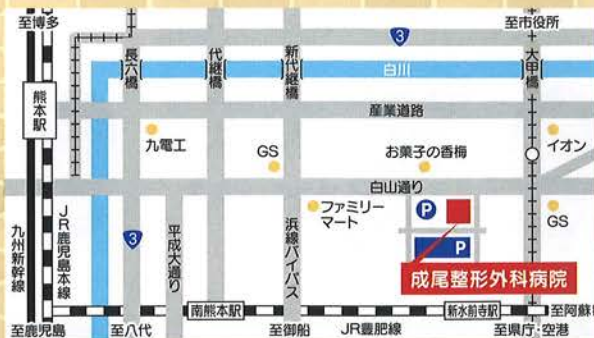 至博多
至市役所
3
長六橋
代継橋
新代継橋
大甲橋
白川
熊本駅
産業道路
九電工
GS
お菓子の香梅
イオン
白山通り
ファミリー
マート
P
GS
九州新幹線
JR鹿児島本線
3
平成大通り
浜線バイパス
P
成尾整形外科病院
南熊本駅
新水前寺駅
至阿蘇
至鹿児島
至八代
至御船
JR豊肥線
至県庁・空港